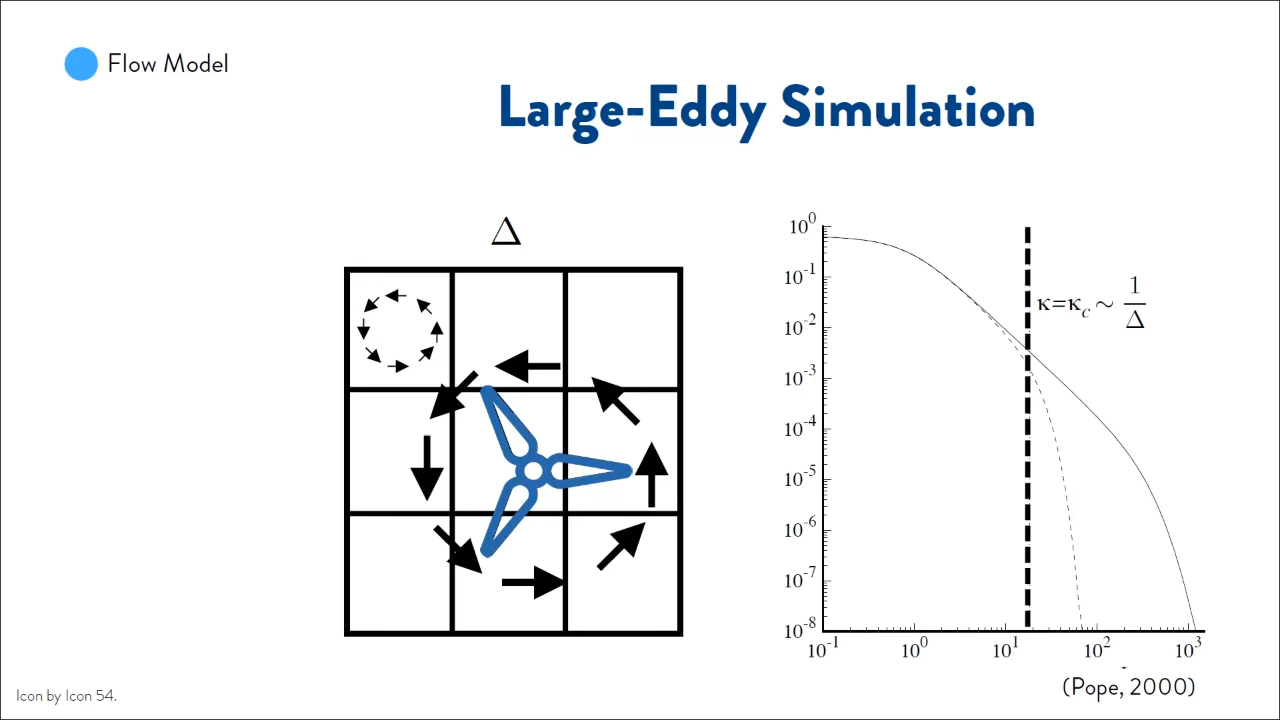 Flow Model
Large-Eddy Simulation
Δ
10^0
10^-1
10^-2
10^-3
10^-4
10^-5
10^-6
10^-7
10^-8
κ=κ_c ~ 1/Δ
10^-1 10^0 10^1 10^2 10^3
(Pope, 2000)
Icon by Icon 54.